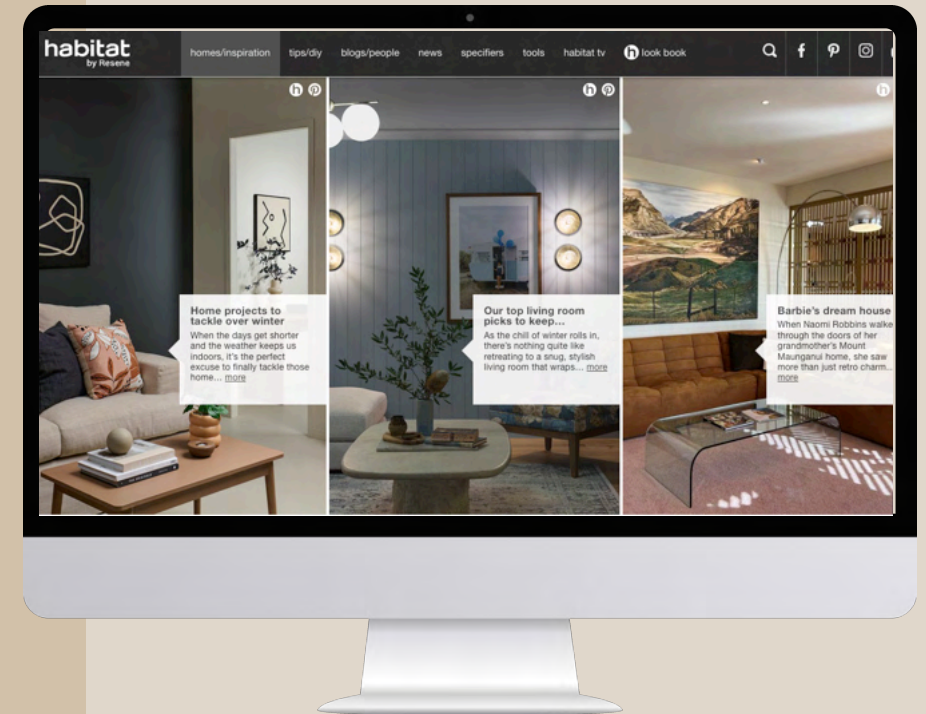 habitat
by Resene
homes/inspiration tips/diy blogs/people news specifiers tools habitat tv h look book
Home projects to
tackle over winter
When the days get shorter
and the weather keeps us
indoors, it's the perfect
excuse to finally tackle those
home... more
Our top living room
picks to keep...
As the chill of winter rolls in,
there's nothing quite like
retreating to a snug, stylish
living room that wraps... more
Barbie's dream house
When Naomi Robbins walke
through the doors of her
grandmother's Mount
Maunganui home, she saw
more than just retro charm...
more